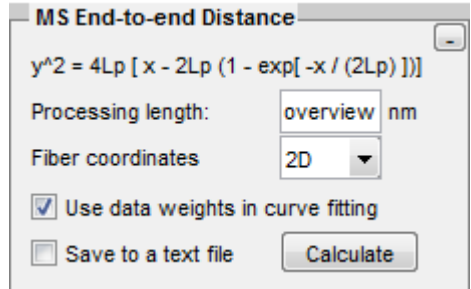 MS End-to-end Distance
-
y^2 = 4Lp [ x - 2Lp (1 - exp[ -x / (2Lp) ])]
Processing length: overview nm
Fiber coordinates 2D
Use data weights in curve fitting
Save to a text file Calculate